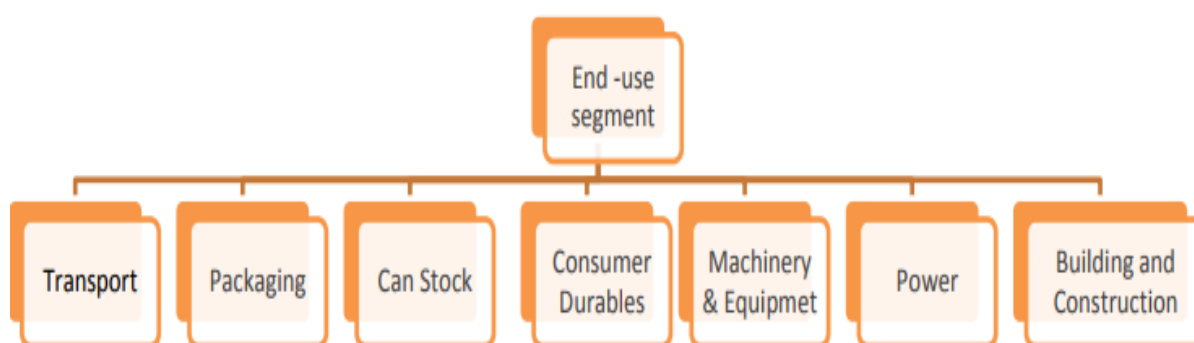 End -use
segment
Transport
Packaging
Can Stock
Consumer
Durables
Machinery
& Equipmet
Power
Building and
Construction